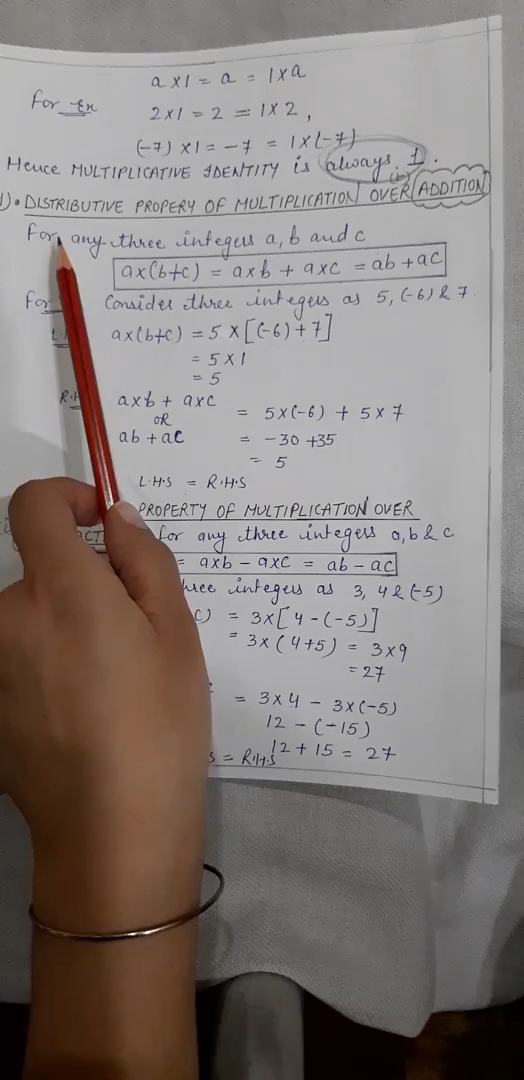 a x 1 = a = 1 x a
For Ex
2 x 1 = 2 = 1 x 2,
(-7) x 1 = -7 = 1 x (-7)
Hence MULTIPLICATIVE IDENTITY is always 1.
DISTRIBUTIVE PROPERY OF MULTIPLICATION OVER ADDITION
For any three integers a, b and c
a x (b+c) = a x b + a x c = ab + ac
For Consider three integers as 5, (-6) & 7
a x (b+c) = 5 x [(-6) + 7]
= 5 x 1
= 5
a x b + a x c = 5 x (-6) + 5 x 7
OR
ab + ac = -30 + 35
= 5
L.H.S = R.H.S
PROPERTY OF MULTIPLICATION OVER
for any three integers a, b & c
= a x b - a x c = ab - ac
integers as 3, 4 & (-5)
c) = 3 x [4 - (-5)]
= 3 x (4+5) = 3 x 9
= 27
= 3 x 4 - 3 x (-5)
12 - (-15)
12 + 15 = 27
= R.H.S